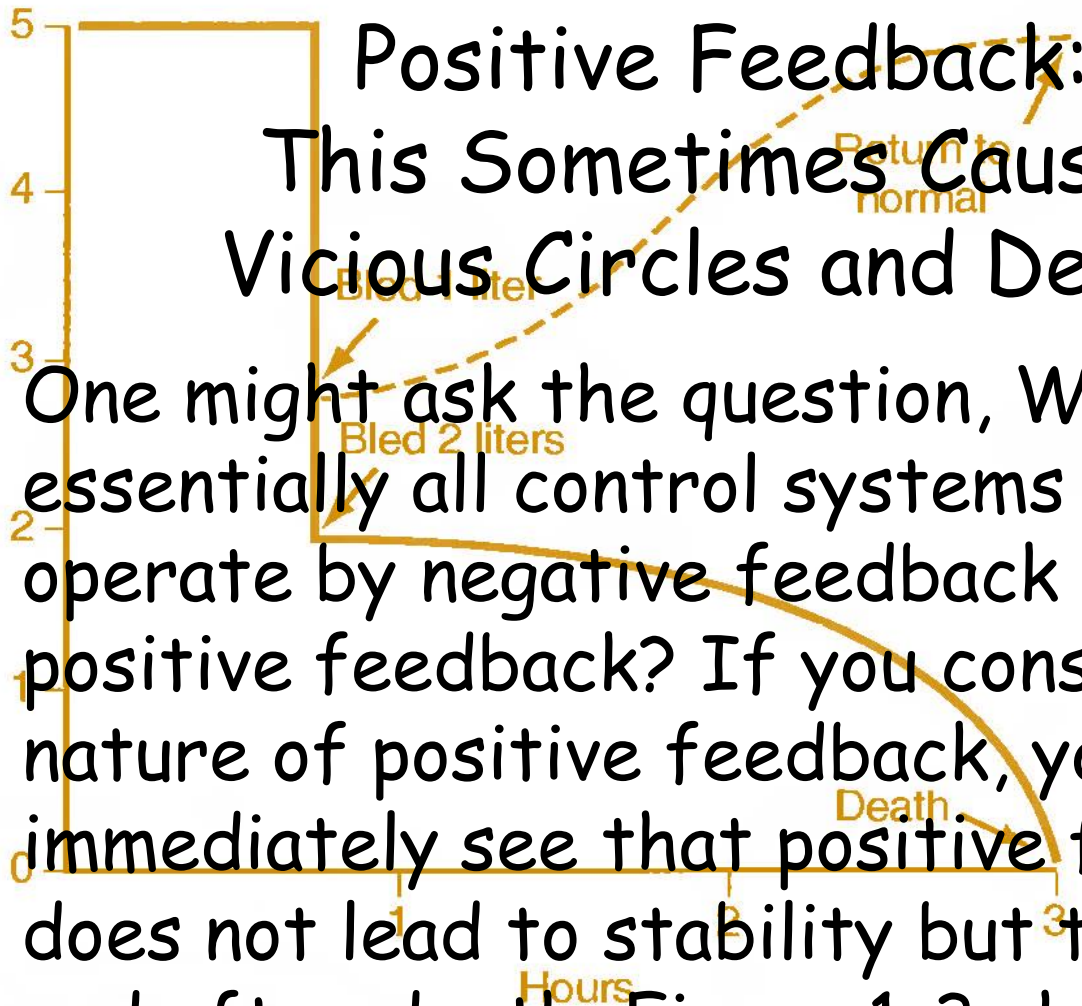 5
Positive Feedback:
Return to
This Sometimes Caus
4
normal
Vicious Circles and De
Bled 1 liter
3
One might ask the question, W
Bled 2 liters
essentially all control systems
2
operate by negative feedback
positive feedback? If you cons
1
nature of positive feedback, yo
Death
immediately see that positive f
0
does not lead to stability but t
1 2 3
Hours